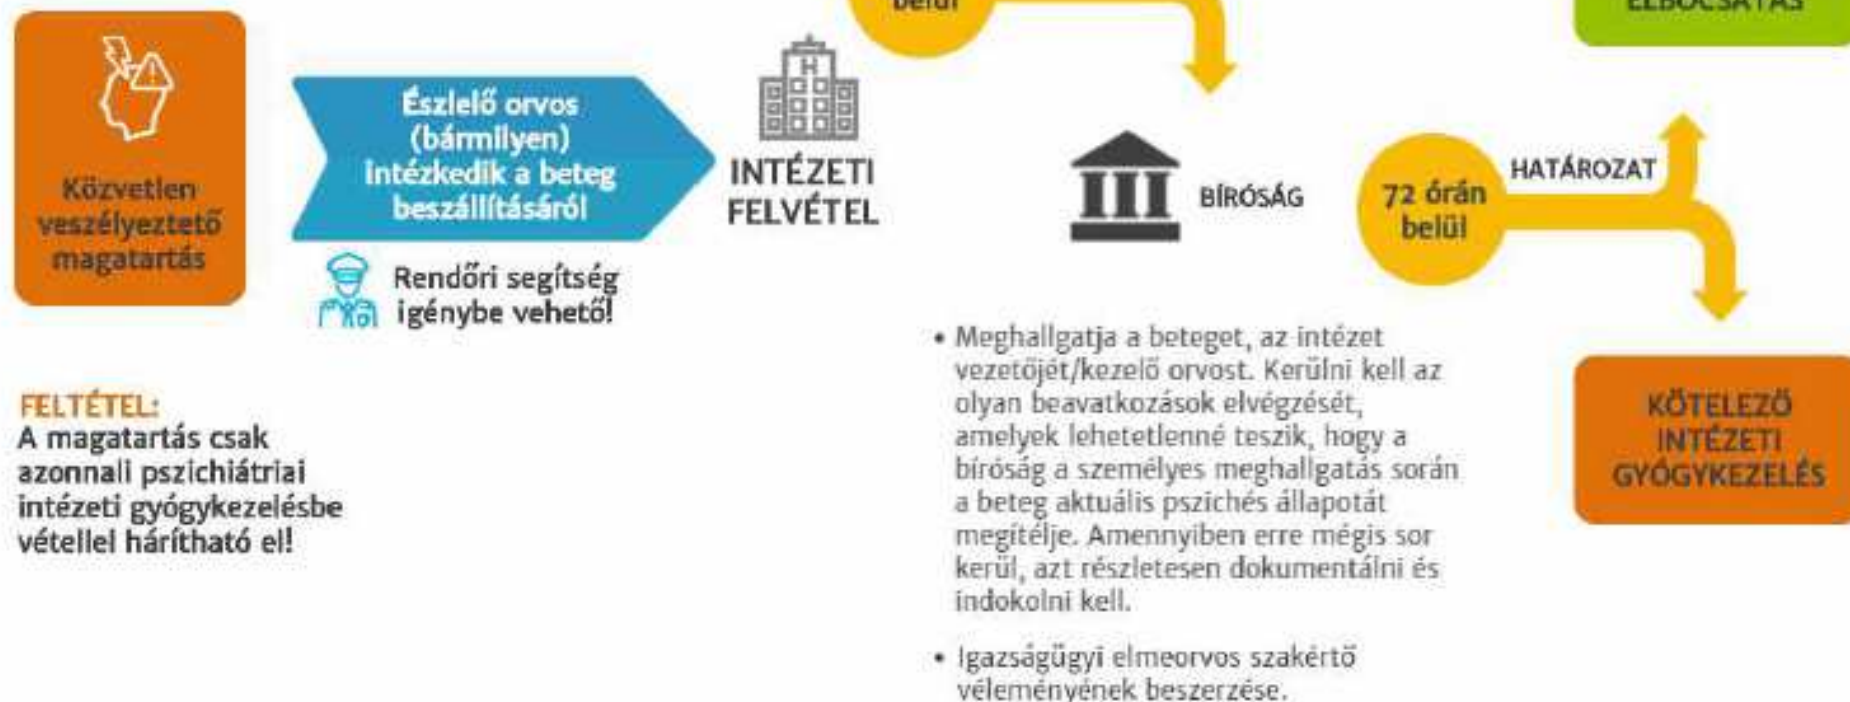 belül
ELBOCSÁTÁS
Közvetlen
veszélyeztető
magatartás
Észlelő orvos
(bármilyen)
intézkedik a beteg
beszállításáról
Rendőri segítség
igénybe vehető!
H
INTÉZETI
FELVÉTEL
BÍRÓSÁG
72 órán
belül
HATÁROZAT
FELTÉTEL:
A magatartás csak
azonnali pszichiátriai
intézeti gyógykezelésbe
vétellel hárítható el!
• Meghallgatja a beteget, az intézet
vezetőjét/kezelő orvost. Kerülni kell az
olyan beavatkozások elvégzését,
amelyek lehetetlenné teszik, hogy a
bíróság a személyes meghallgatás során
a beteg aktuális pszichés állapotát
megítélje. Amennyiben erre mégis sor
kerül, azt részletesen dokumentálni és
indokolni kell.
• Igazságügyi elmeorvos szakértő
véleményének beszerzése.
KÖTELEZŐ
INTÉZETI
GYÓGYKEZELÉS